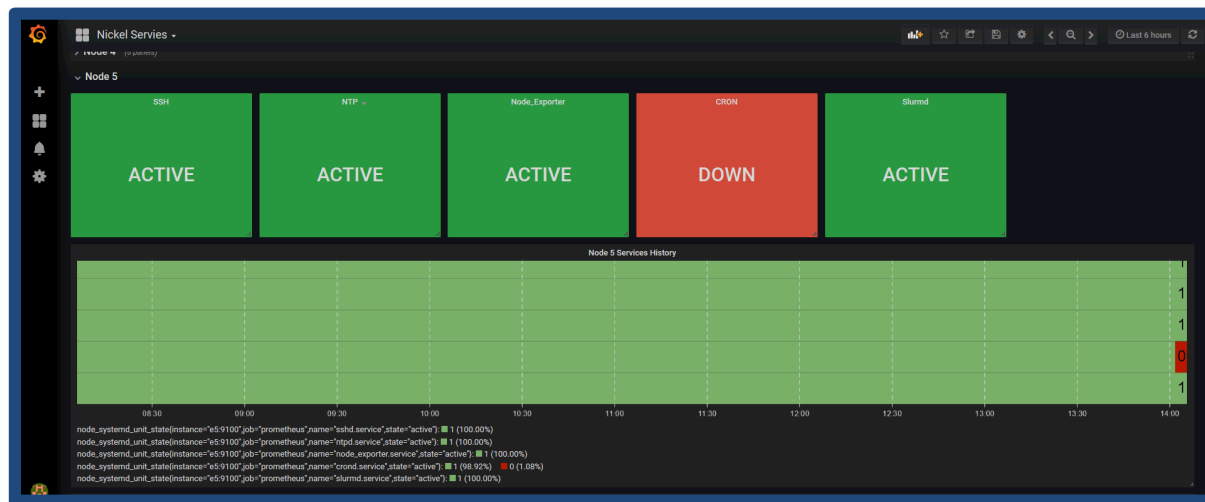 Nickel Servies
Last 6 hours
Node 4 (6 panels)
Node 5
SSH
ACTIVE
NTP
ACTIVE
Node_Exporter
ACTIVE
CRON
DOWN
Slurmd
ACTIVE
Node 5 Services History
1
1
1
0
1
08:30 09:00 09:30 10:00 10:30 11:00 11:30 12:00 12:30 13:00 13:30 14:00
node_systemd_unit_state{instance="e5:9100",job="prometheus",name="sshd.service",state="active"}: 1 (100.00%)
node_systemd_unit_state{instance="e5:9100",job="prometheus",name="ntpd.service",state="active"}: 1 (100.00%)
node_systemd_unit_state{instance="e5:9100",job="prometheus",name="node_exporter.service",state="active"}: 1 (100.00%)
node_systemd_unit_state{instance="e5:9100",job="prometheus",name="crond.service",state="active"}: 1 (98.92%) 0 (1.08%)
node_systemd_unit_state{instance="e5:9100",job="prometheus",name="slurmd.service",state="active"}: 1 (100.00%)